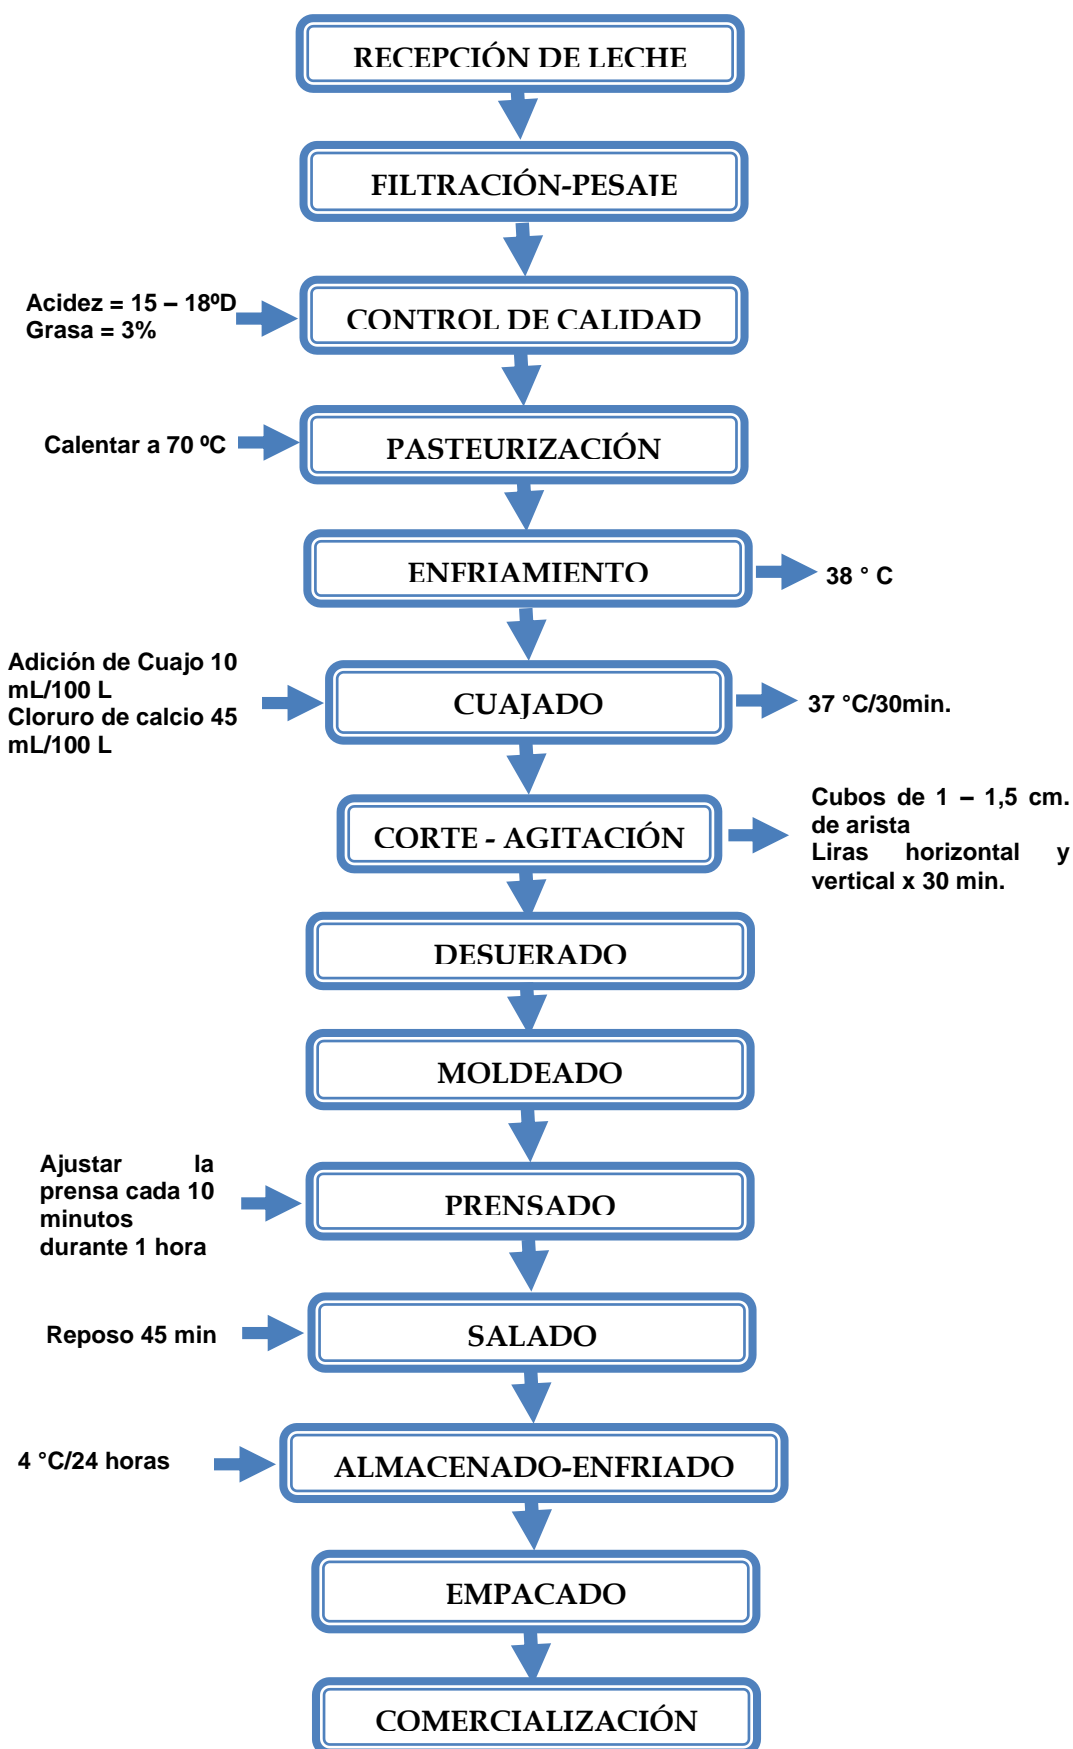 RECEPCIÓN DE LECHE
FILTRACIÓN-PESAJE
Acidez = 15 – 18ºD
Grasa = 3%
CONTROL DE CALIDAD
Calentar a 70 ºC
PASTEURIZACIÓN
ENFRIAMIENTO
38 ° C
Adición de Cuajo 10
mL/100 L
Cloruro de calcio 45
mL/100 L
CUAJADO
37 °C/30min.
CORTE - AGITACIÓN
Cubos de 1 – 1,5 cm.
de arista
Liras horizontal y
vertical x 30 min.
DESUERADO
MOLDEADO
Ajustar la
prensa cada 10
minutos
durante 1 hora
PRENSADO
Reposo 45 min
SALADO
4 °C/24 horas
ALMACENADO-ENFRIADO
EMPACADO
COMERCIALIZACIÓN